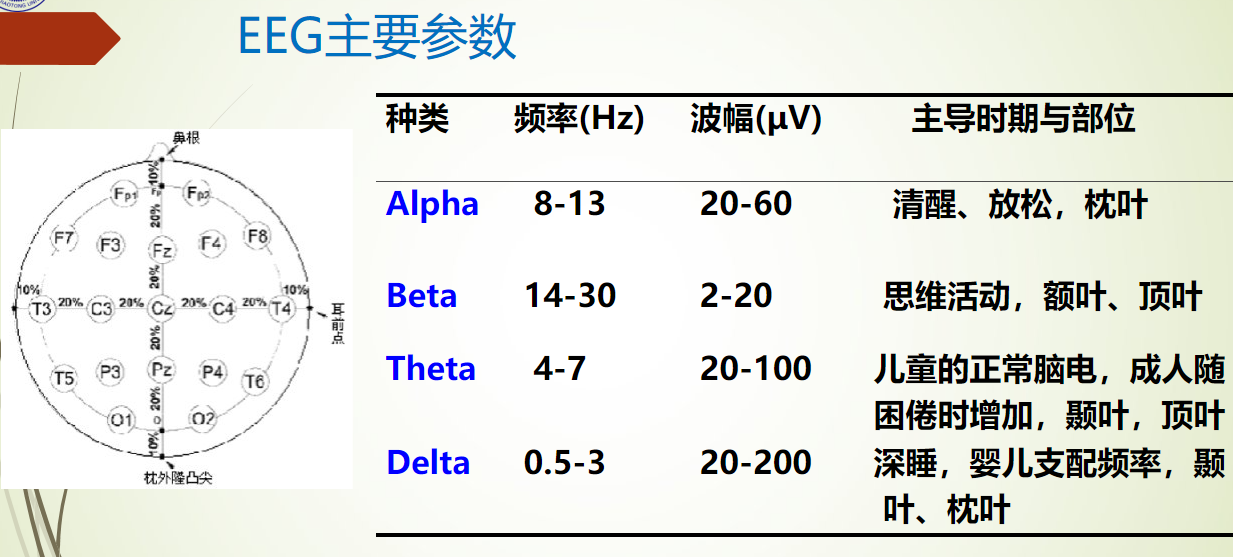 JIAOTONG UNIV
EEG主要参数
种类 频率(Hz) 波幅(μV) 主导时期与部位
Alpha 8-13 20-60 清醒、放松，枕叶
Beta 14-30 2-20 思维活动，额叶、顶叶
Theta 4-7 20-100 儿童的正常脑电，成人随
困倦时增加，颞叶，顶叶
Delta 0.5-3 20-200 深睡，婴儿支配频率，颞
叶、枕叶
鼻根
10%
Fp1 Fp Fp2
20%
F7 F3 Fz F4 F8
20%
10% 20% 20% 20% 20% 10%
T3 C3 Cz C4 T4
耳前点
20%
T5 P3 Pz P4 T6
20%
O1 O O2
10%
枕外隆凸尖